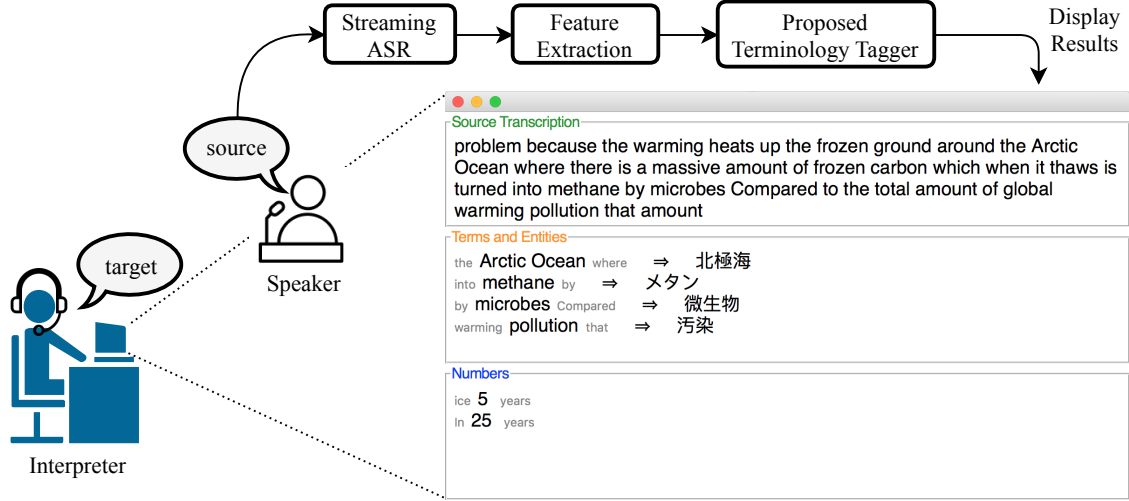 Streaming
ASR
Feature
Extraction
Proposed
Terminology Tagger
Display
Results
source
Speaker
target
Interpreter
Source Transcription
problem because the warming heats up the frozen ground around the Arctic
Ocean where there is a massive amount of frozen carbon which when it thaws is
turned into methane by microbes Compared to the total amount of global
warming pollution that amount
Terms and Entities
the Arctic Ocean where ⇒ 北極海
into methane by ⇒ メタン
by microbes Compared ⇒ 微生物
warming pollution that ⇒ 汚染
Numbers
ice 5 years
In 25 years